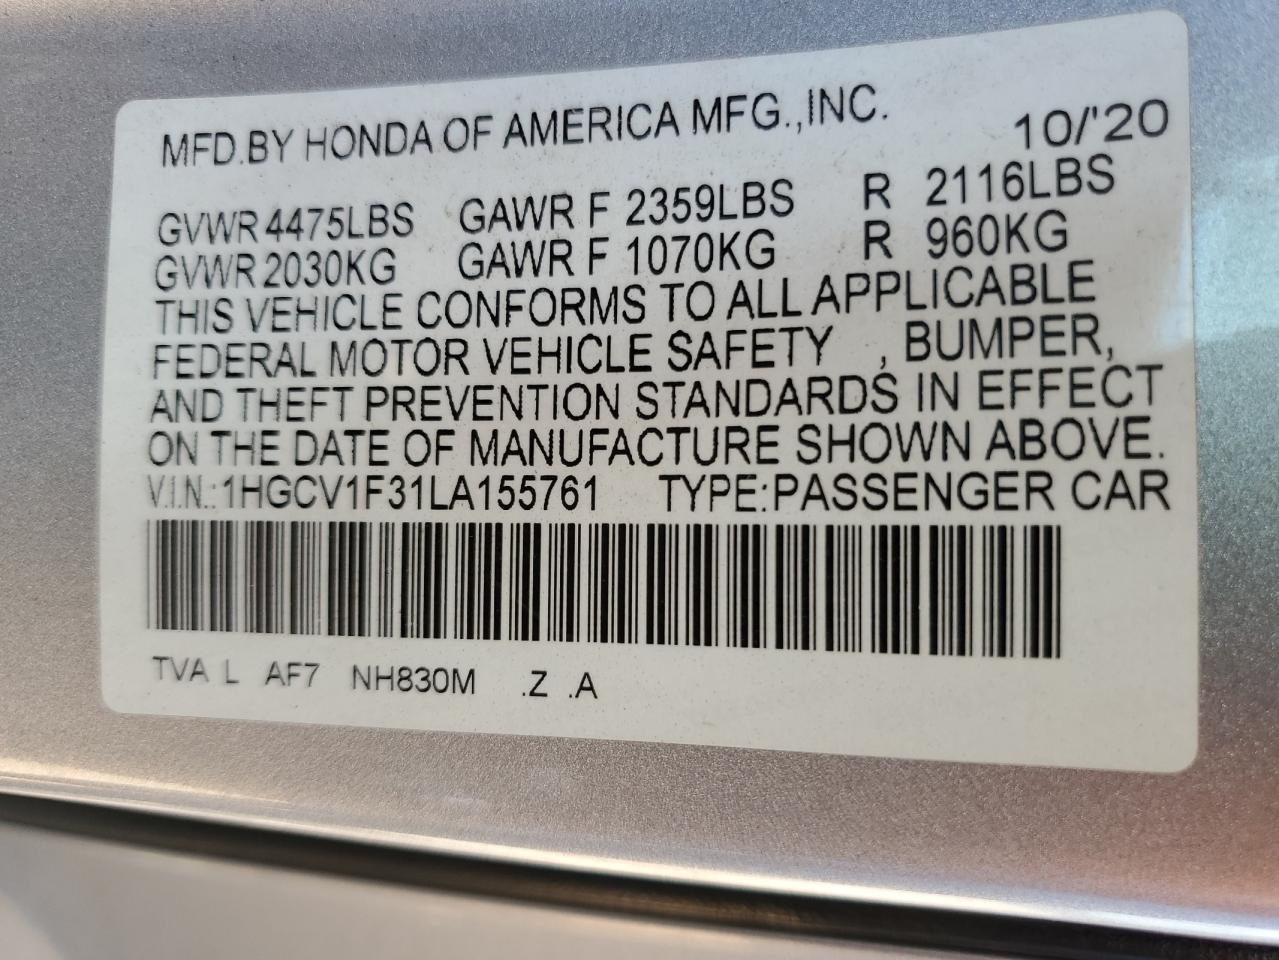 MFD.BY HONDA OF AMERICA MFG.,INC. 10/'20
GVWR 4475LBS GAWR F 2359LBS R 2116LBS
GVWR 2030KG GAWR F 1070KG R 960KG
THIS VEHICLE CONFORMS TO ALL APPLICABLE
FEDERAL MOTOR VEHICLE SAFETY , BUMPER,
AND THEFT PREVENTION STANDARDS IN EFFECT
ON THE DATE OF MANUFACTURE SHOWN ABOVE.
V.I.N.:1HGCV1F31LA155761 TYPE:PASSENGER CAR
TVA L AF7 NH830M .Z .A